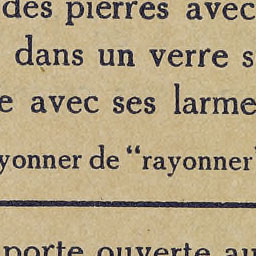 des pierres avec
dans un verre s
e avec ses larme
yonner de "rayonner"
porte ouverte au